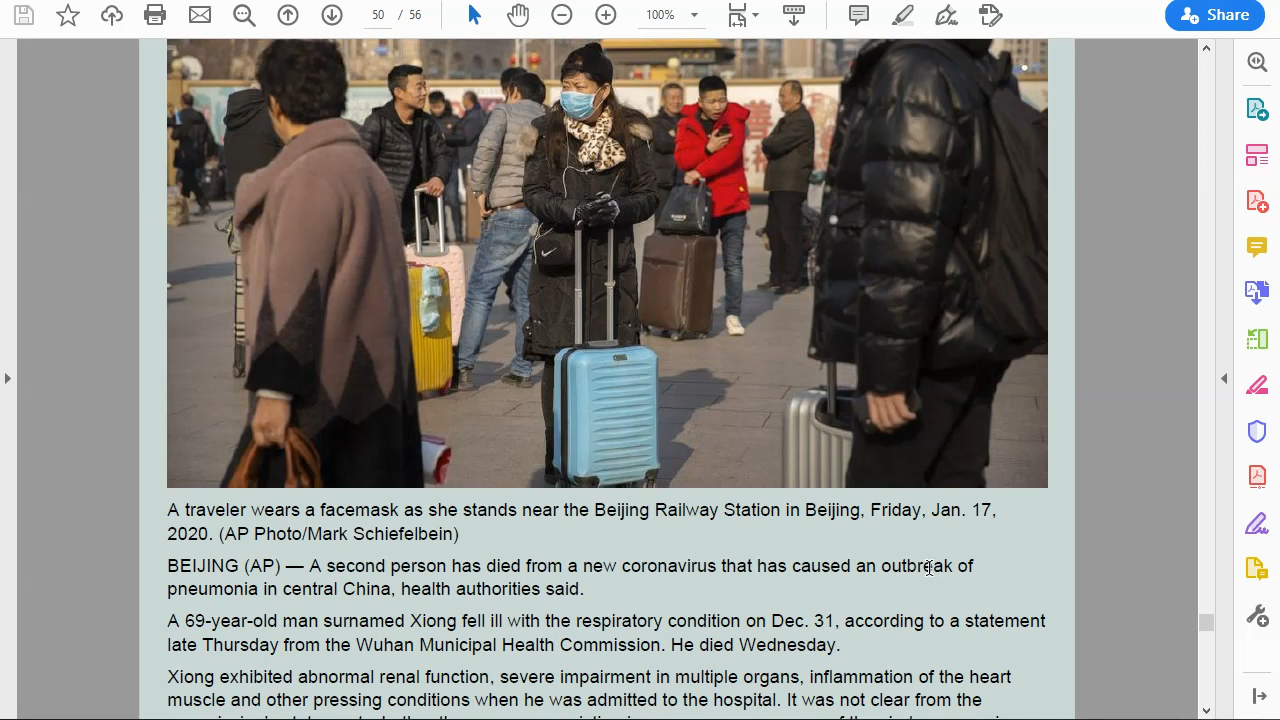 50 / 56
100%
Share
A traveler wears a facemask as she stands near the Beijing Railway Station in Beijing, Friday, Jan. 17,
2020. (AP Photo/Mark Schiefelbein)
BEIJING (AP) — A second person has died from a new coronavirus that has caused an outbreak of
pneumonia in central China, health authorities said.
A 69-year-old man surnamed Xiong fell ill with the respiratory condition on Dec. 31, according to a statement
late Thursday from the Wuhan Municipal Health Commission. He died Wednesday.
Xiong exhibited abnormal renal function, severe impairment in multiple organs, inflammation of the heart
muscle and other pressing conditions when he was admitted to the hospital. It was not clear from the